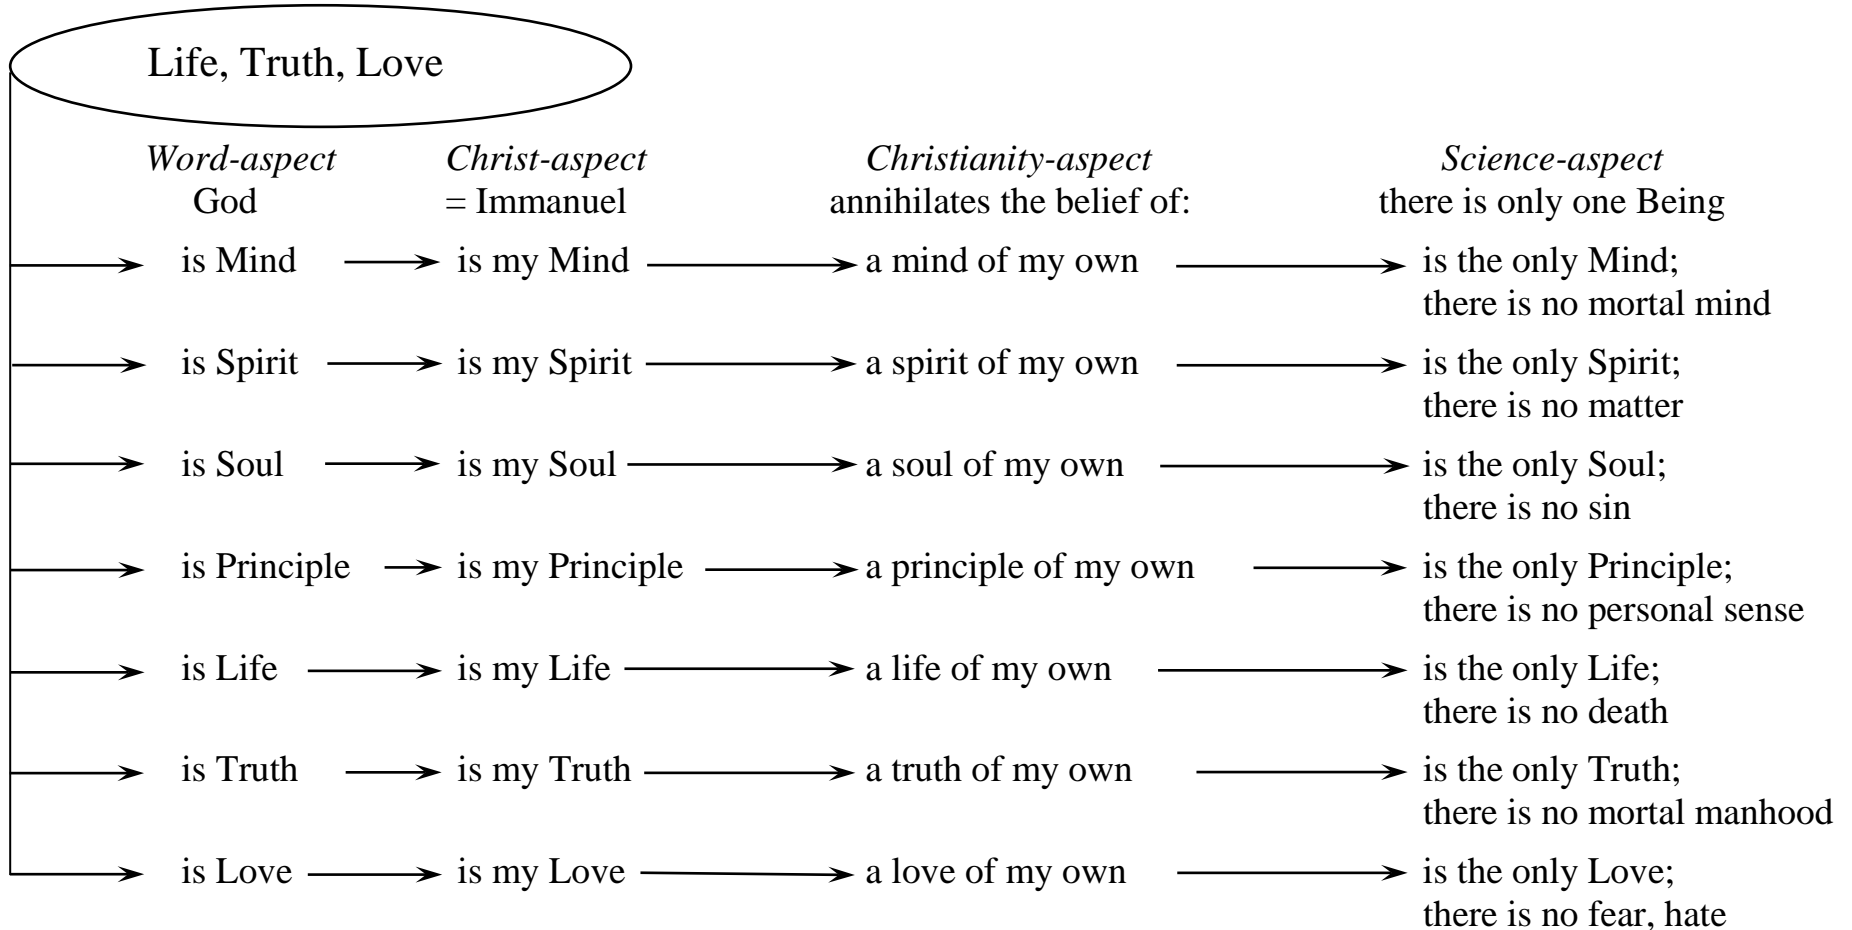 Life, Truth, Love
Word-aspect Christ-aspect Christianity-aspect Science-aspect
God = Immanuel annihilates the belief of: there is only one Being
is Mind is my Mind a mind of my own is the only Mind;
there is no mortal mind
is Spirit is my Spirit a spirit of my own is the only Spirit;
there is no matter
is Soul is my Soul a soul of my own is the only Soul;
there is no sin
is Principle is my Principle a principle of my own is the only Principle;
there is no personal sense
is Life is my Life a life of my own is the only Life;
there is no death
is Truth is my Truth a truth of my own is the only Truth;
there is no mortal manhood
is Love is my Love a love of my own is the only Love;
there is no fear, hate